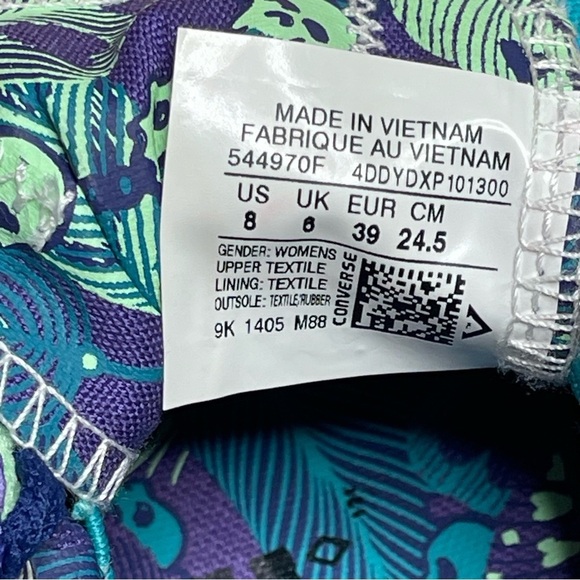 MADE IN VIETNAM
FABRIQUE AU VIETNAM
544970F 4DDYDXP101300
US UK EUR CM
8 6 39 24.5
GENDER: WOMENS
UPPER TEXTILE
LINING: TEXTILE
OUTSOLE: TEXTILE/RUBBER
9K 1405 M88
CONVERSE